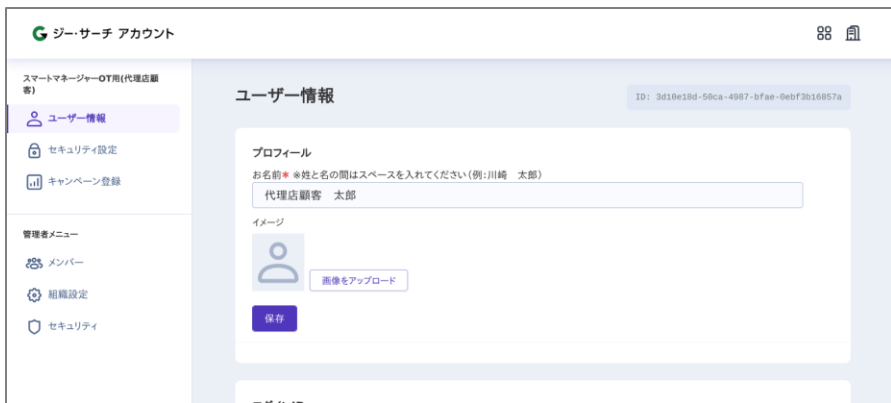 ジー・サーチ アカウント
スマートマネージャーOT用(代理店顧
客)
ユーザー情報
セキュリティ設定
キャンペーン登録
管理者メニュー
メンバー
組織設定
セキュリティ
ユーザー情報
ID: 3d10e18d-50ca-4987-bfae-0ebf3b16857a
プロフィール
お名前* ※姓と名の間はスペースを入れてください(例:川崎　太郎)
代理店顧客　太郎
イメージ
画像をアップロード
保存